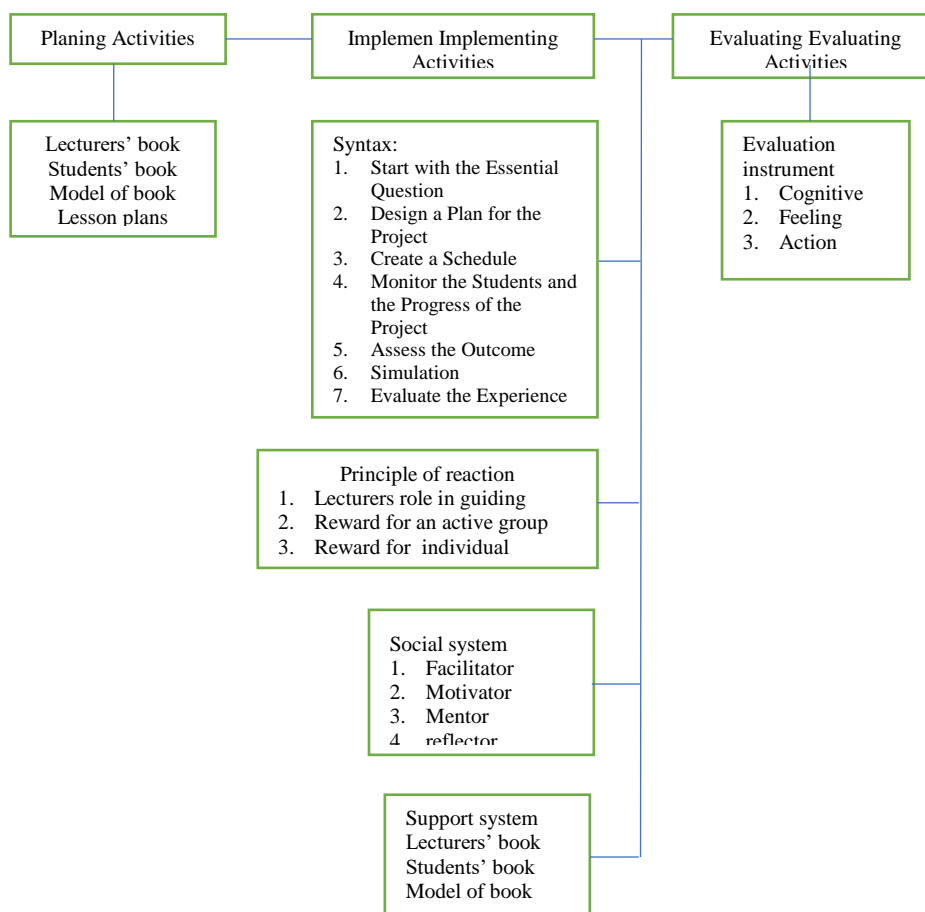 Planing Activities
Implemen Implementing
Activities
Evaluating Evaluating
Activities
Lecturers’ book
Students’ book
Model of book
Lesson plans
Syntax:
1. Start with the Essential
Question
2. Design a Plan for the
Project
3. Create a Schedule
4. Monitor the Students and
the Progress of the
Project
5. Assess the Outcome
6. Simulation
7. Evaluate the Experience
Evaluation
instrument
1. Cognitive
2. Feeling
3. Action
Principle of reaction
1. Lecturers role in guiding
2. Reward for an active group
3. Reward for individual
Social system
1. Facilitator
2. Motivator
3. Mentor
4 reflector
Support system
Lecturers’ book
Students’ book
Model of book